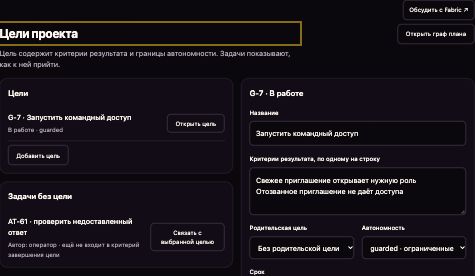 Обсудить с Fabric ↗
Цели проекта
Открыть граф плана
Цель содержит критерии результата и границы автономности. Задачи показывают,
как к ней прийти.
Цели
G-7 · Запустить командный доступ
В работе · guarded
Открыть цель
Добавить цель
Задачи без цели
AT-61 · проверить недоставленный
ответ
Автор: оператор · ещё не входит в критерий
завершения цели
Связать с
выбранной целью
G-7 · В работе
Название
Запустить командный доступ
Критерии результата, по одному на строку
Свежее приглашение открывает нужную роль
Отозванное приглашение не даёт доступа
Родительская цель
Автономность
Без родительской цели
guarded · ограниченные
Срок